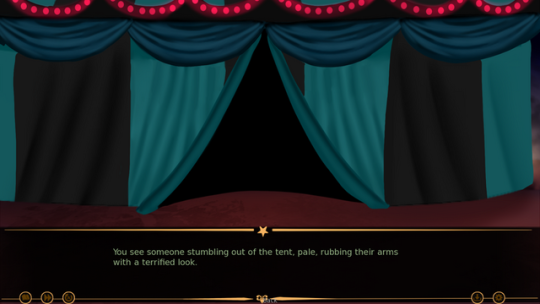 You see someone stumbling out of the tent, pale, rubbing their arms
with a terrified look.